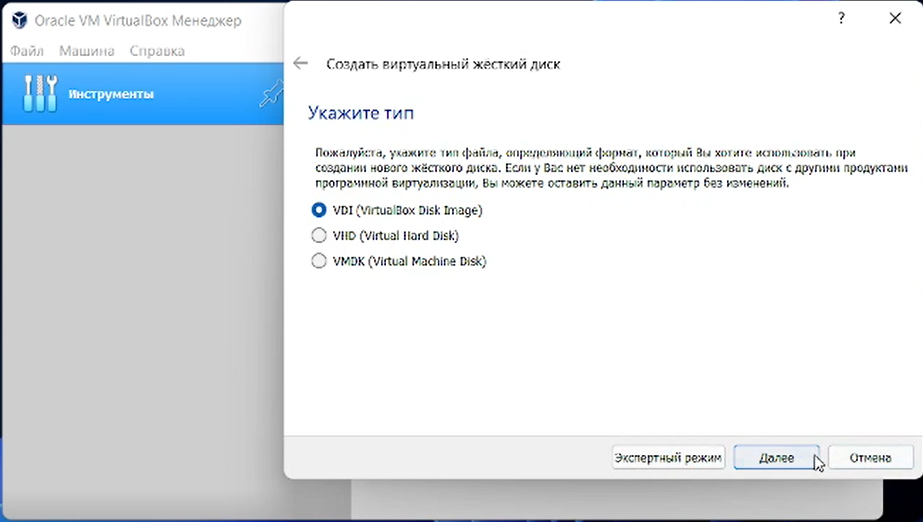 Oracle VM VirtualBox Менеджер
?
Файл Машина Справка
Инструменты
Создать виртуальный жёсткий диск
Укажите тип
Пожалуйста, укажите тип файла, определяющий формат, который Вы хотите использовать при
создании нового жёсткого диска. Если у Вас нет необходимости использовать диск с другими продуктами
программной виртуализации, Вы можете оставить данный параметр без изменений.
VDI (VirtualBox Disk Image)
VHD (Virtual Hard Disk)
VMDK (Virtual Machine Disk)
Экспертный режим Далее Отмена